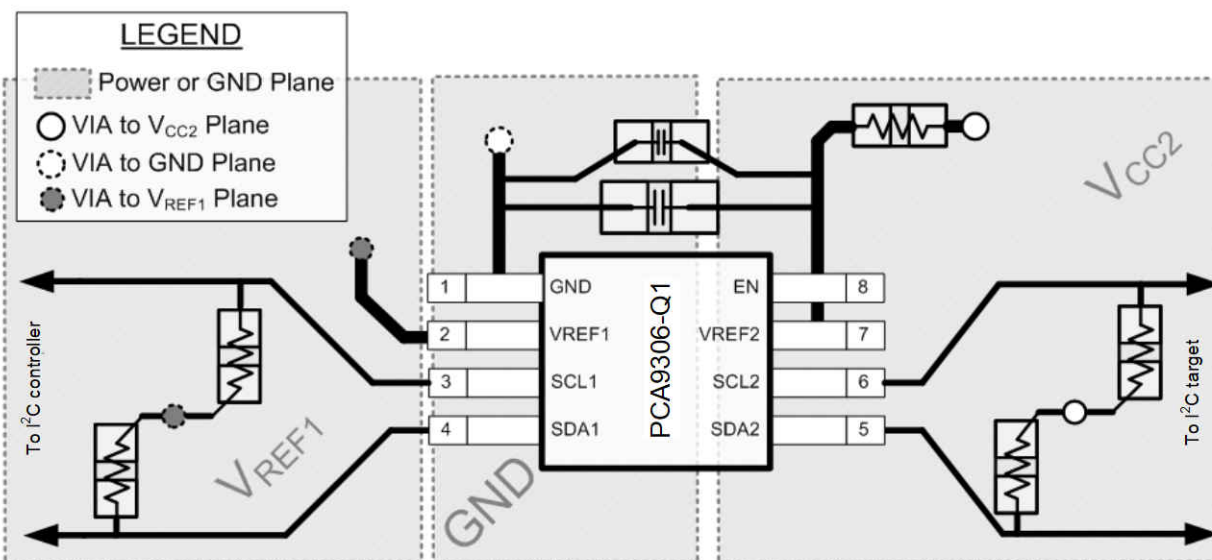 LEGEND
Power or GND Plane
VIA to VCC2 Plane
VIA to GND Plane
VIA to VREF1 Plane
VCC2
1 GND
EN 8
2 VREF1
VREF2 7
3 SCL1
SCL2 6
4 SDA1
SDA2 5
PCA9306-Q1
To I²C controller
To I²C target
VREF1
GND